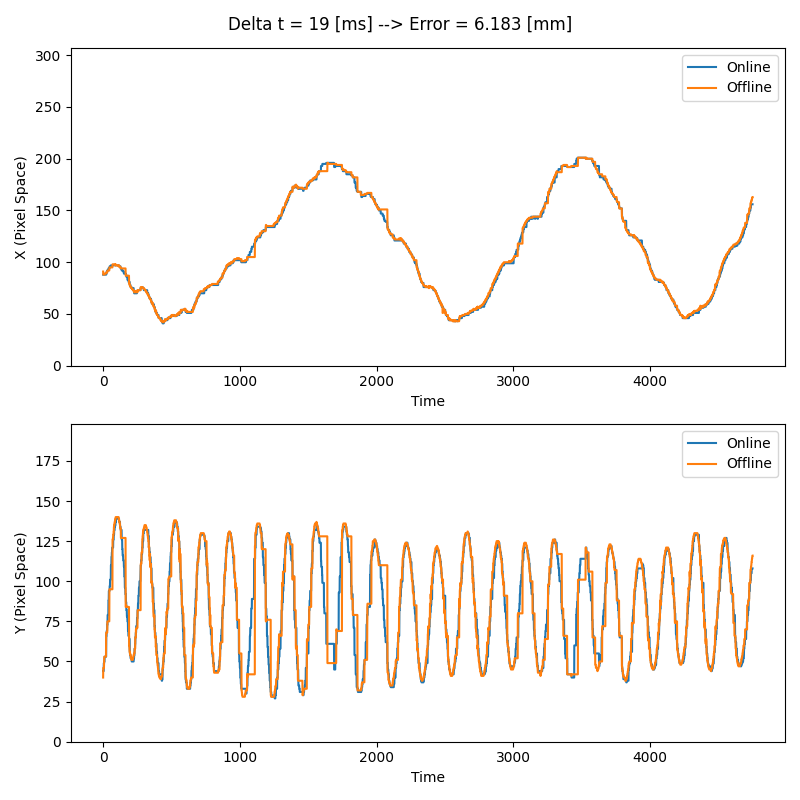 Delta t = 19 [ms] --> Error = 6.183 [mm]
300
250
200
150
100
50
0
X (Pixel Space)
Online
Offline
0 1000 2000 3000 4000
Time
175
150
125
100
75
50
25
0
Y (Pixel Space)
Online
Offline
0 1000 2000 3000 4000
Time